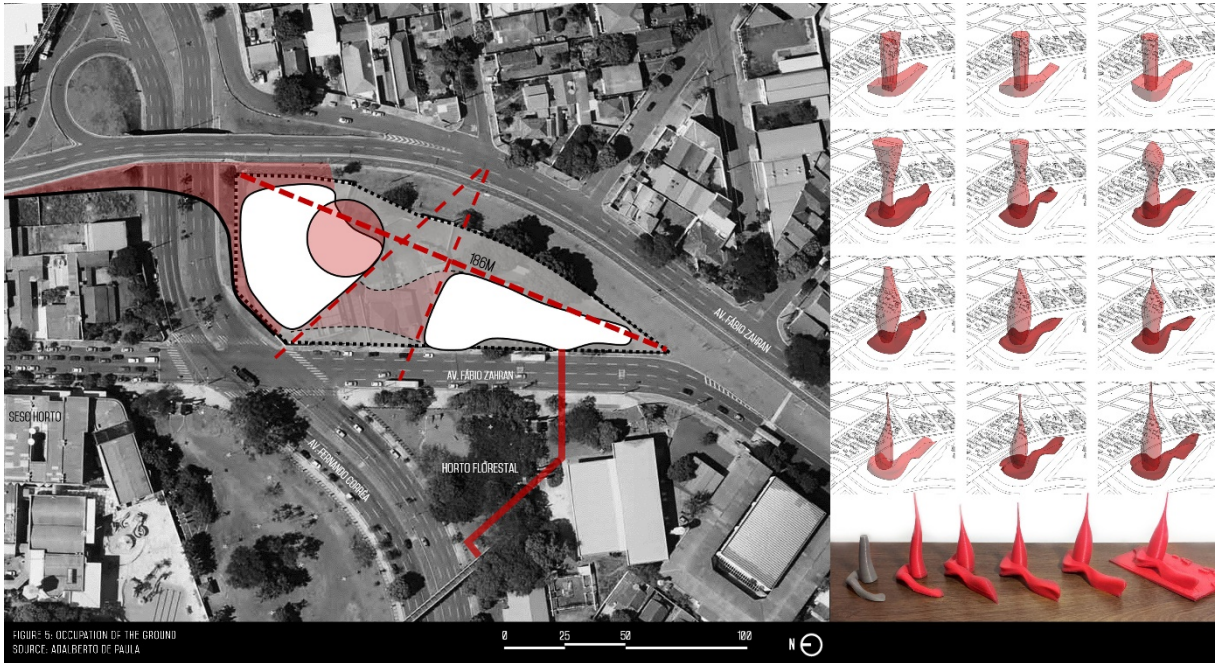 186M
AV. FÁBIO ZAHRAN
AV. FÁBIO ZAHRAN
SESC HORTO
AV. FERNANDO CORRÊA
HORTO FLORESTAL
FIGURE 5: OCCUPATION OF THE GROUND
SOURCE: ADALBERTO DE PAULA
0 25 50 100
N